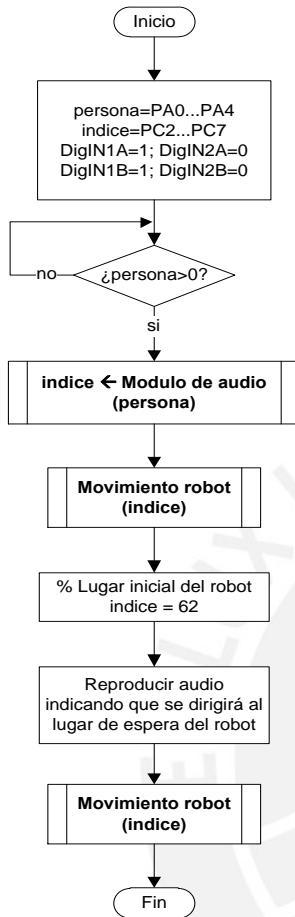 Inicio
persona=PA0...PA4
indice=PC2...PC7
DigIN1A=1; DigIN2A=0
DigIN1B=1; DigIN2B=0
no
¿persona>0?
si
indice ← Modulo de audio
(persona)
Movimiento robot
(indice)
% Lugar inicial del robot
indice = 62
Reproducir audio
indicando que se dirigirá al
lugar de espera del robot
Movimiento robot
(indice)
Fin